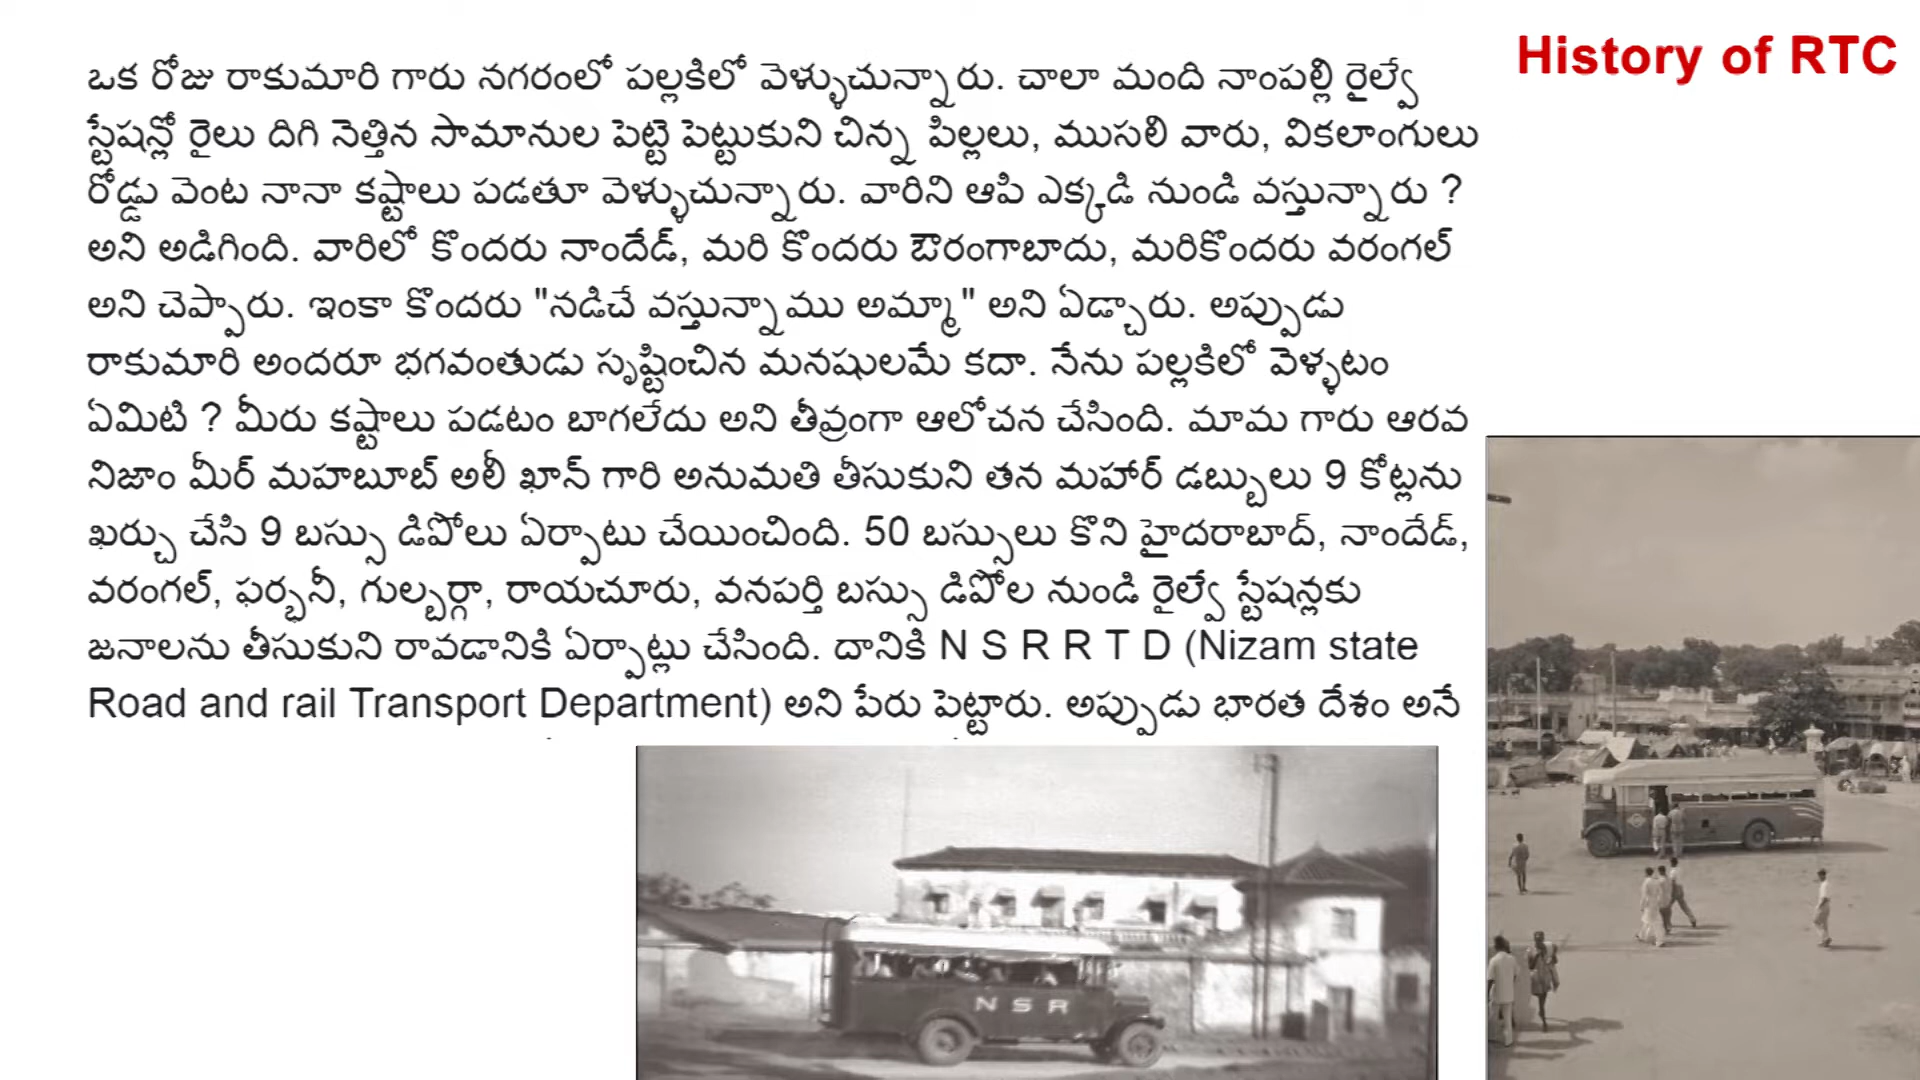 History of RTC
ఒక రోజు రాకుమారి గారు నగరంలో పల్లకిలో వెళ్ళుచున్నారు. చాలా మంది నాంపల్లి రైల్వే
స్టేషన్లో రైలు దిగి నెత్తిన సామానుల పెట్టె పెట్టుకుని చిన్న పిల్లలు, ముసలి వారు, వికలాంగులు
రోడ్డు వెంట నానా కష్టాలు పడతూ వెళ్ళుచున్నారు. వారిని ఆపి ఎక్కడి నుండి వస్తున్నారు ?
అని అడిగింది. వారిలో కొందరు నాందేడ్, మరి కొందరు ఔరంగాబాదు, మరికొందరు వరంగల్
అని చెప్పారు. ఇంకా కొందరు "నడిచే వస్తున్నాము అమ్మా" అని ఏడ్చారు. అప్పుడు
రాకుమారి అందరూ భగవంతుడు సృష్టించిన మనషులమే కదా. నేను పల్లకిలో వెళ్ళటం
ఏమిటి ? మీరు కష్టాలు పడటం బాగలేదు అని తీవ్రంగా ఆలోచన చేసింది. మామ గారు ఆరవ
నిజాం మీర్ మహబూబ్ అలీ ఖాన్ గారి అనుమతి తీసుకుని తన మహార్ డబ్బులు 9 కోట్లను
ఖర్చు చేసి 9 బస్సు డిపోలు ఏర్పాటు చేయించింది. 50 బస్సులు కొని హైదరాబాద్, నాందేడ్,
వరంగల్, ఫర్భనీ, గుల్బర్గా, రాయచూరు, వనపర్తి బస్సు డిపోల నుండి రైల్వే స్టేషన్లకు
జనాలను తీసుకుని రావడానికి ఏర్పాట్లు చేసింది. దానికి N S R R T D (Nizam state
Road and rail Transport Department) అని పేరు పెట్టారు. అప్పుడు భారత దేశం అనే
N S R